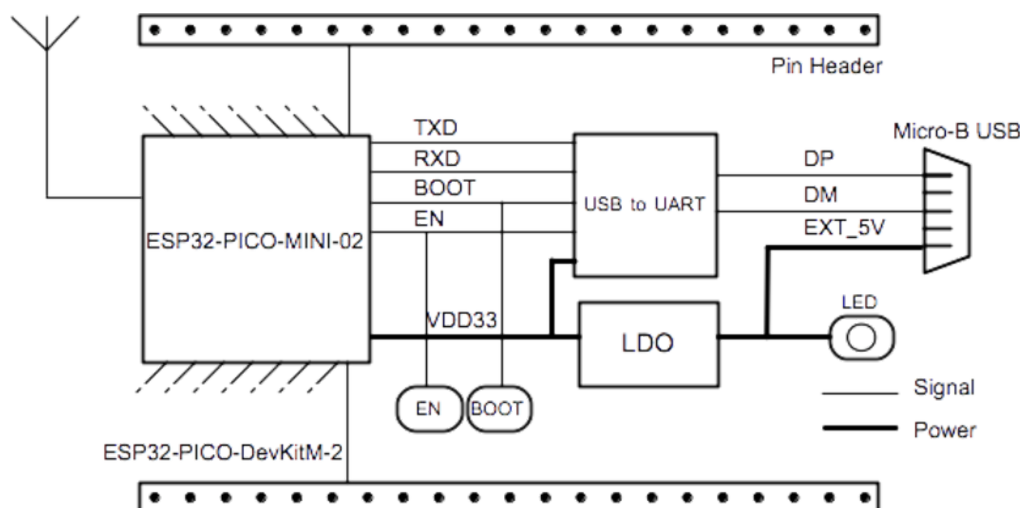 Pin Header
Micro-B USB
TXD
RXD
BOOT
EN
DP
DM
EXT_5V
USB to UART
ESP32-PICO-MINI-02
VDD33
LDO
LED
EN
BOOT
Signal
Power
ESP32-PICO-DevKitM-2